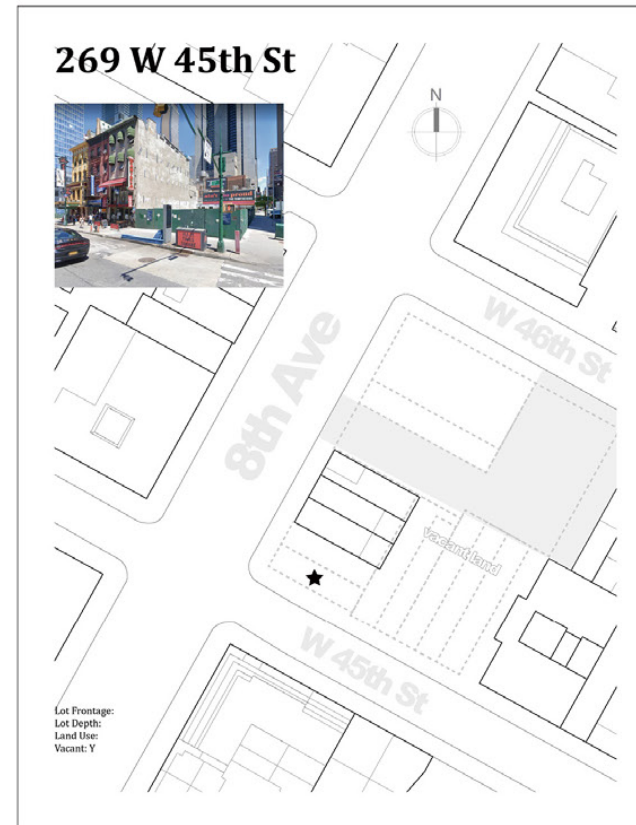 269 W 45th St
N
W 46th St
8th Ave
vacant land
W 45th St
Lot Frontage:
Lot Depth:
Land Use:
Vacant: Y